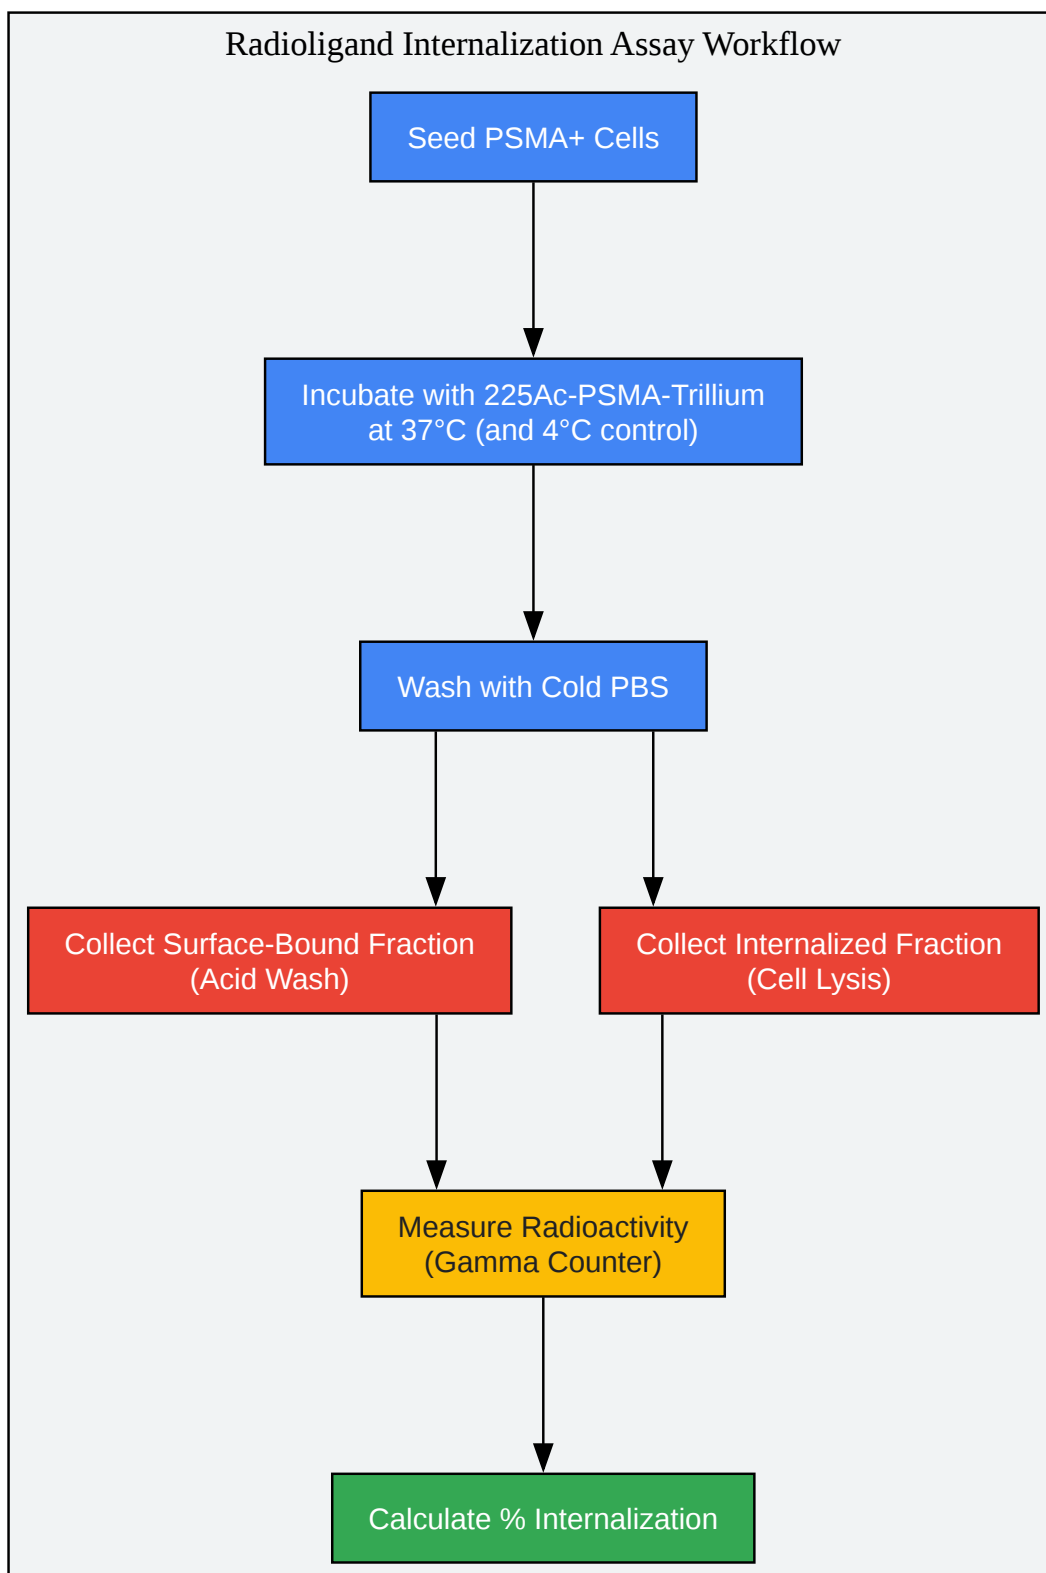 Radioligand Internalization Assay Workflow
Seed PSMA+ Cells
Incubate with 225Ac-PSMA-Trillium
at 37°C (and 4°C control)
Wash with Cold PBS
Collect Surface-Bound Fraction
(Acid Wash)
Collect Internalized Fraction
(Cell Lysis)
Measure Radioactivity
(Gamma Counter)
Calculate % Internalization